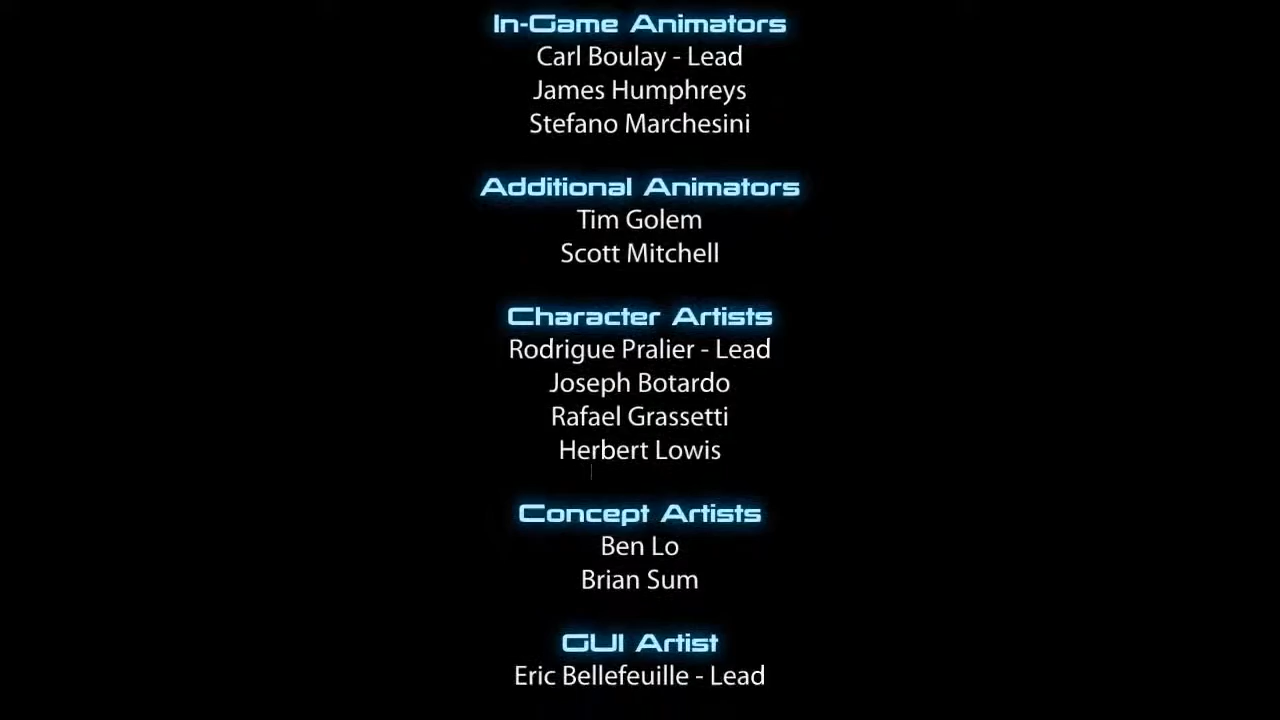 In-Game Animators
Carl Boulay - Lead
James Humphreys
Stefano Marchesini
Additional Animators
Tim Golem
Scott Mitchell
Character Artists
Rodrigue Pralier - Lead
Joseph Botardo
Rafael Grassetti
Herbert Lowis
Concept Artists
Ben Lo
Brian Sum
GUI Artist
Eric Bellefeuille - Lead